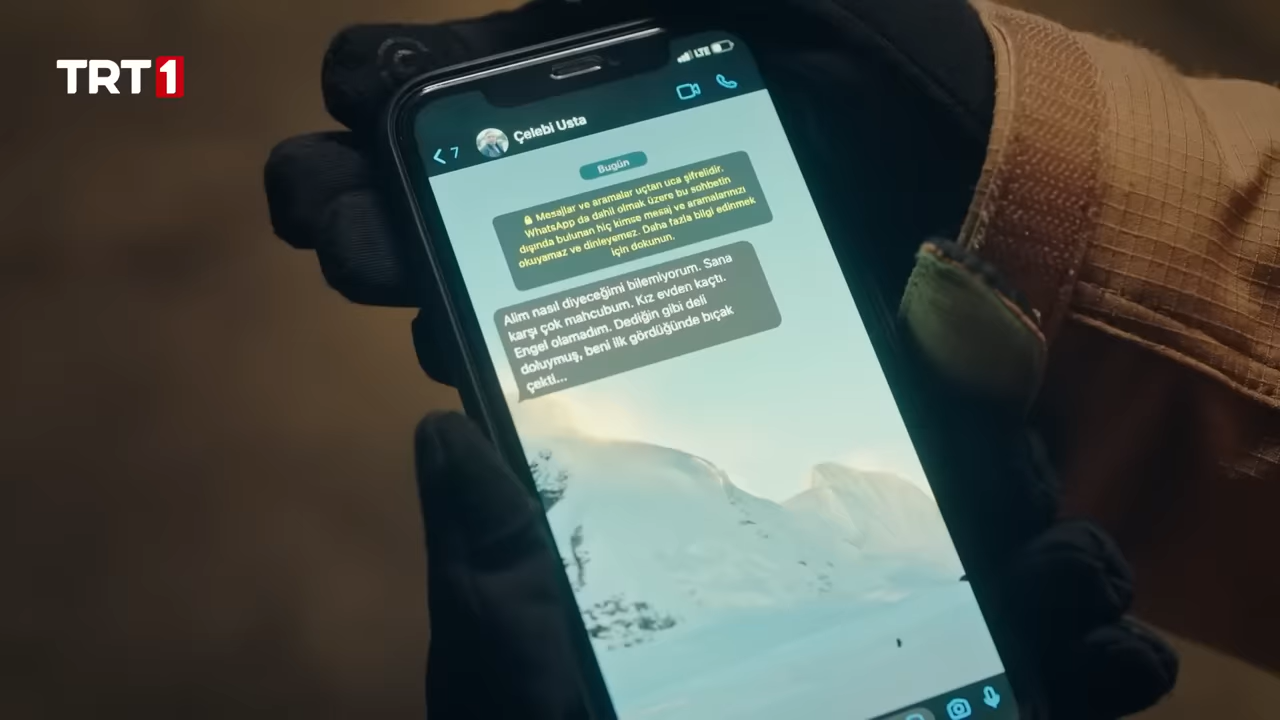 TRT1
LTE
7
Çelebi Usta
Bugün
Mesajlar ve aramalar uçtan uca şifrelidir.
WhatsApp da dahil olmak üzere bu sohbetin
dışında bulunan hiç kimse mesaj ve aramalarınızı
okuyamaz ve dinleyemez. Daha fazla bilgi edinmek
için dokunun.
Alim nasıl diyeceğimi bilemiyorum. Sana
karşı çok mahcubum. Kız evden kaçtı.
Engel olamadım. Dediğin gibi deli
doluymuş, beni ilk gördüğünde bıçak
çekti...